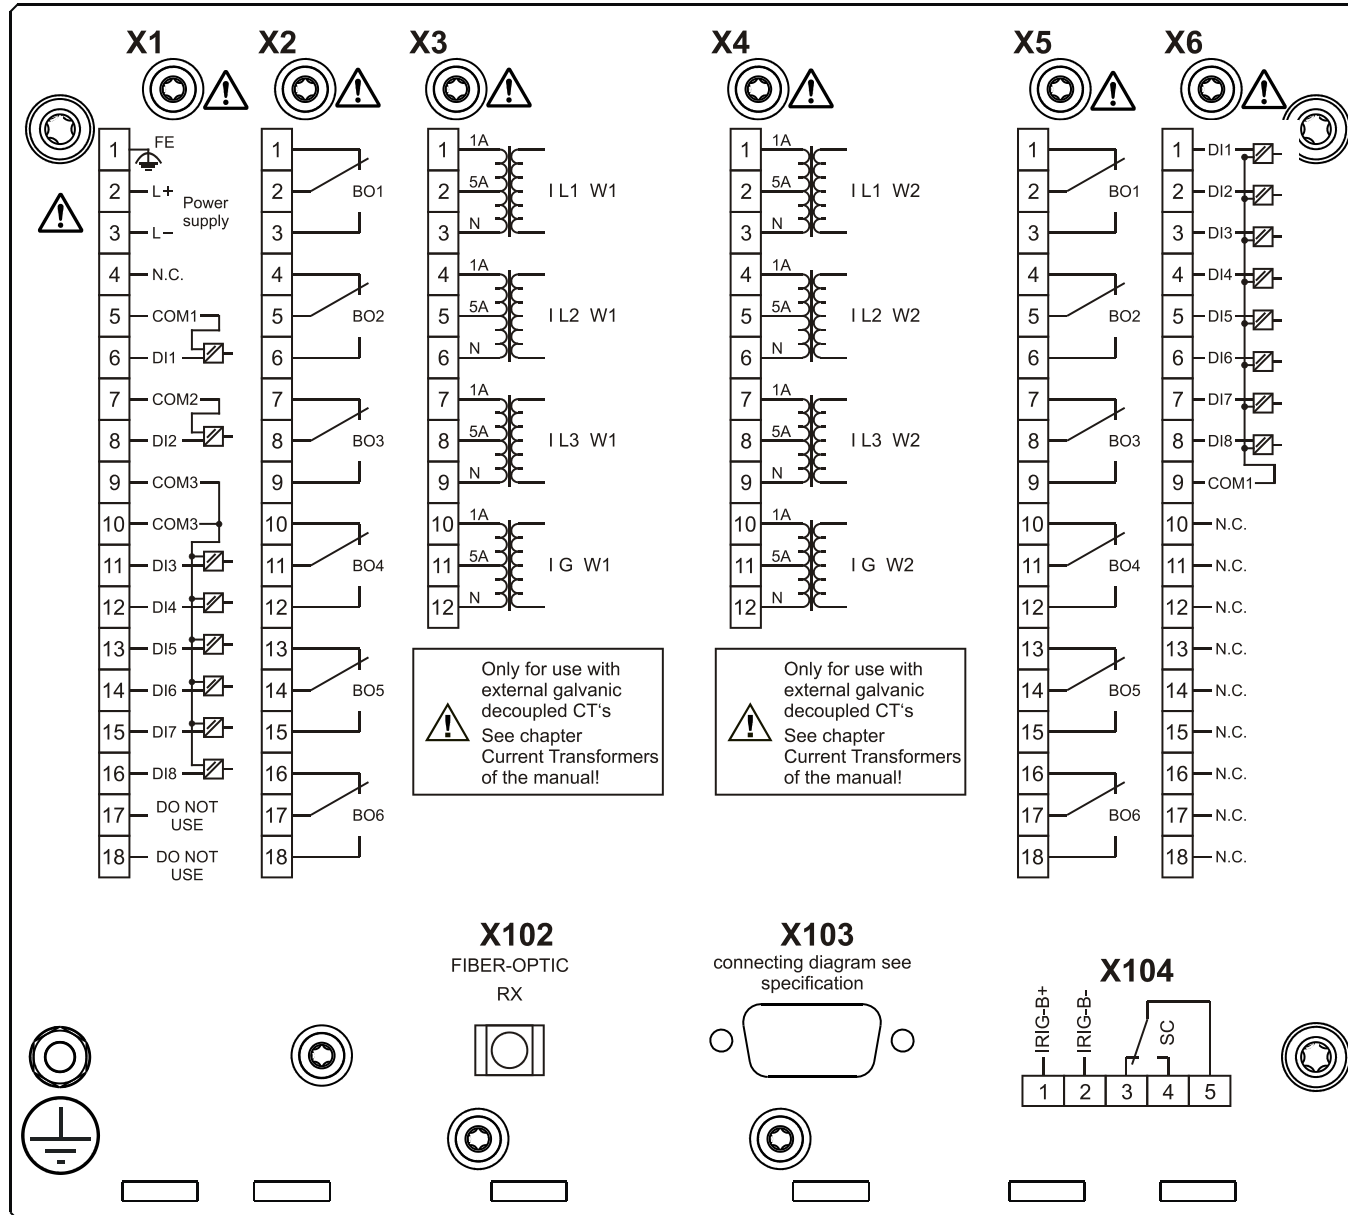 X1 X2 X3 X4 X5 X6
1 FE
2 L+
Power
supply
3 L–
4 N.C.
5 COM1
6 DI1
7 COM2
8 DI2
9 COM3
10 COM3
11 DI3
12 DI4
13 DI5
14 DI6
15 DI7
16 DI8
17 DO NOT
USE
18 DO NOT
USE
1
2 BO1
3
4
5 BO2
6
7
8 BO3
9
10
11 BO4
12
13
14 BO5
15
16
17 BO6
18
1 1A
2 5A I L1 W1
3 N
4 1A
5 5A I L2 W1
6 N
7 1A
8 5A I L3 W1
9 N
10 1A
11 5A I G W1
12 N
Only for use with
external galvanic
decoupled CT's
See chapter
Current Transformers
of the manual!
1 1A
2 5A I L1 W2
3 N
4 1A
5 5A I L2 W2
6 N
7 1A
8 5A I L3 W2
9 N
10 1A
11 5A I G W2
12 N
Only for use with
external galvanic
decoupled CT's
See chapter
Current Transformers
of the manual!
1
2 BO1
3
4
5 BO2
6
7
8 BO3
9
10
11 BO4
12
13
14 BO5
15
16
17 BO6
18
1 DI1
2 DI2
3 DI3
4 DI4
5 DI5
6 DI6
7 DI7
8 DI8
9 COM1
10 N.C.
11 N.C.
12 N.C.
13 N.C.
14 N.C.
15 N.C.
16 N.C.
17 N.C.
18 N.C.
X102
FIBER-OPTIC
RX
X103
connecting diagram see
specification
X104
IRIG-B+
IRIG-B-
SC
1 2 3 4 5